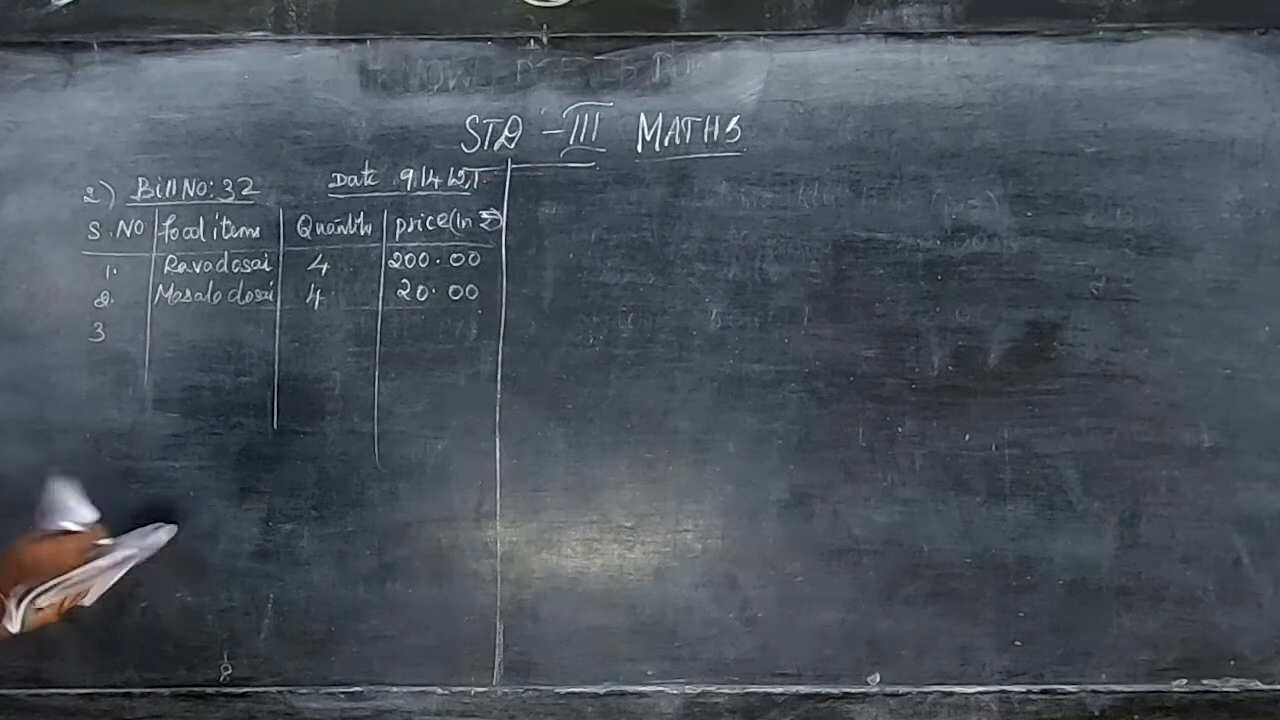 STD - III MATHS
2) Bill No: 32 Date 9.4.21
S.NO Food items Quantity price (in ₹)
1. Ravadosai 4 200.00
2. Masala dosai 4 20.00
3